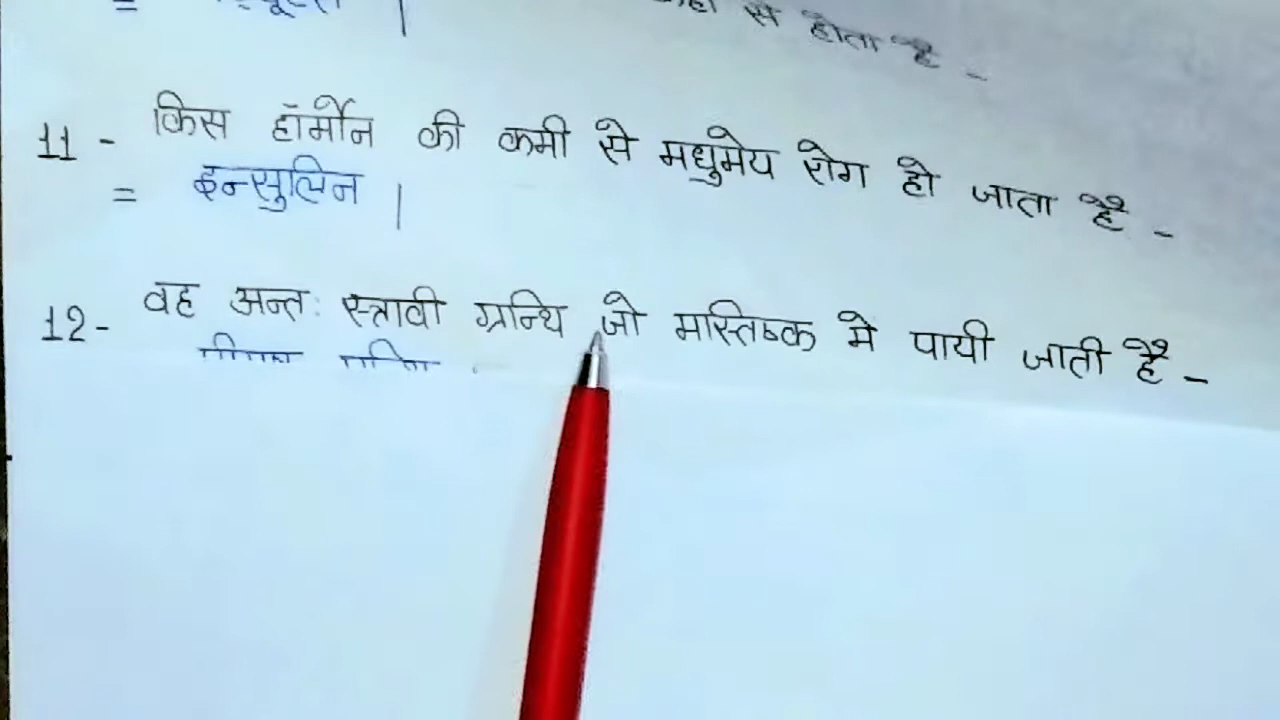 = |
से होता है -
11 - किस हॉर्मोन की कमी से मधुमेय रोग हो जाता है -
= इन्सुलिन |
12 - वह अन्तः स्त्रावी ग्रन्थि जो मस्तिष्क मे पायी जाती है -